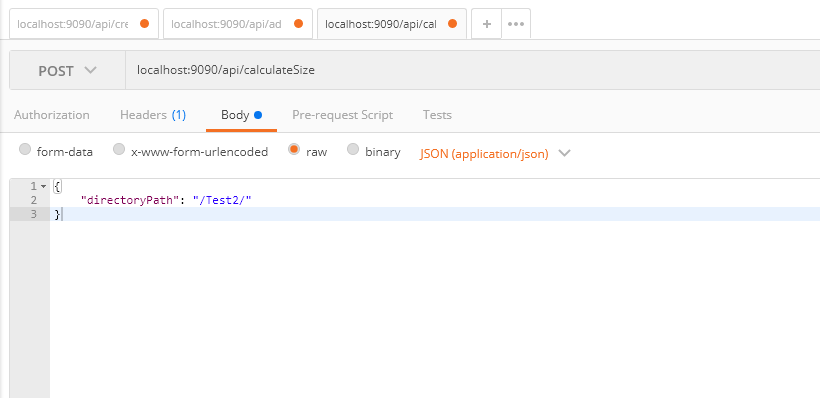 localhost:9090/api/cre localhost:9090/api/ad localhost:9090/api/cal + •••
POST localhost:9090/api/calculateSize
Authorization Headers (1) Body Pre-request Script Tests
form-data x-www-form-urlencoded raw binary JSON (application/json)
1 {
2 "directoryPath": "/Test2/"
3 }